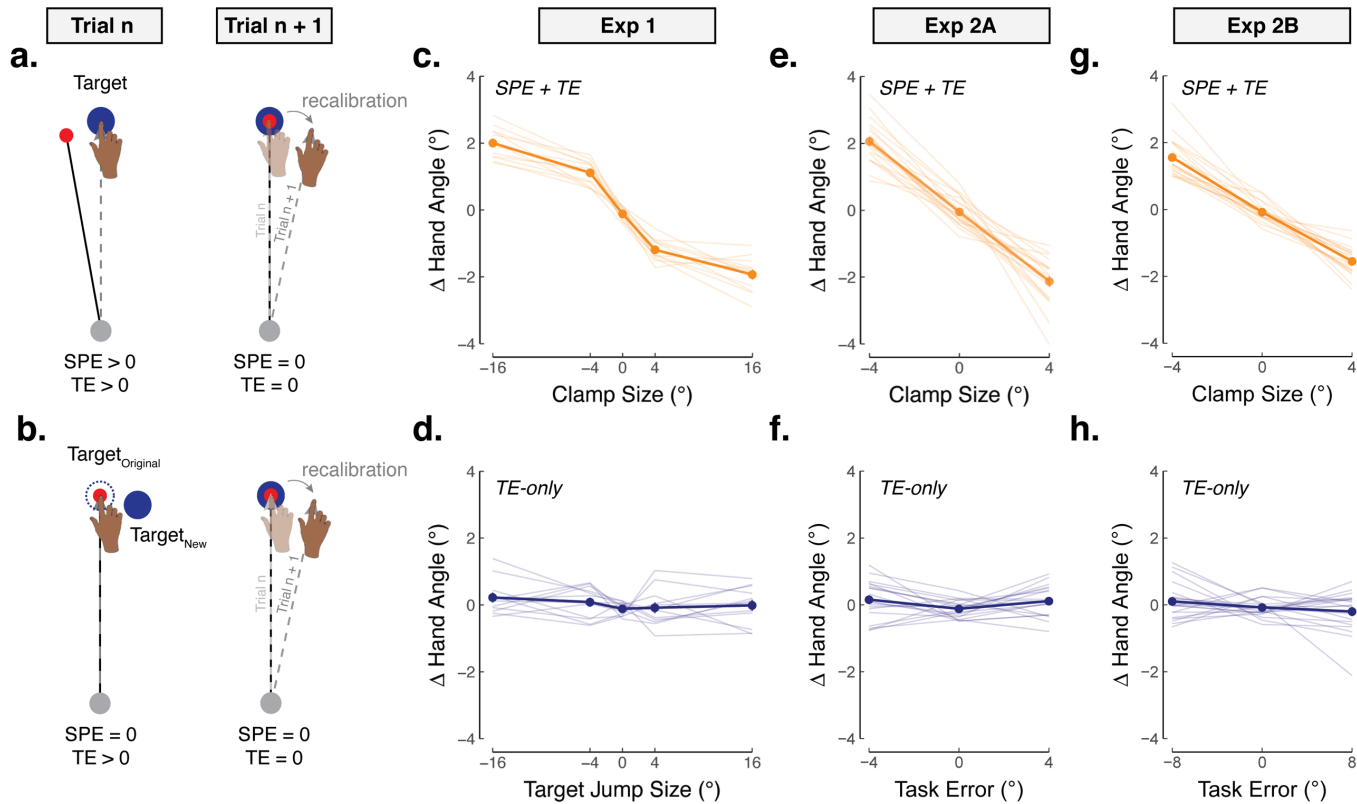 Trial n
Trial n + 1
Exp 1
Exp 2A
Exp 2B
a.
Target
recalibration
Trial n
Trial n + 1
SPE > 0
TE > 0
SPE = 0
TE = 0
c.
SPE + TE
Δ Hand Angle (°)
4
2
0
−2
−4
−16
−4
0
4
16
Clamp Size (°)
e.
SPE + TE
Δ Hand Angle (°)
4
2
0
−2
−4
−4
0
4
Clamp Size (°)
g.
SPE + TE
Δ Hand Angle (°)
4
2
0
−2
−4
−8
0
4
8
Clamp Size (°)
b.
TargetOriginal
TargetNew
recalibration
Trial n
Trial n + 1
SPE = 0
TE > 0
SPE = 0
TE = 0
d.
TE-only
Δ Hand Angle (°)
4
2
0
−2
−4
−16
−4
0
4
16
Target Jump Size (°)
f.
TE-only
Δ Hand Angle (°)
4
2
0
−2
−4
−4
0
4
Task Error (°)
h.
TE-only
Δ Hand Angle (°)
4
2
0
−2
−4
−8
0
8
Task Error (°)